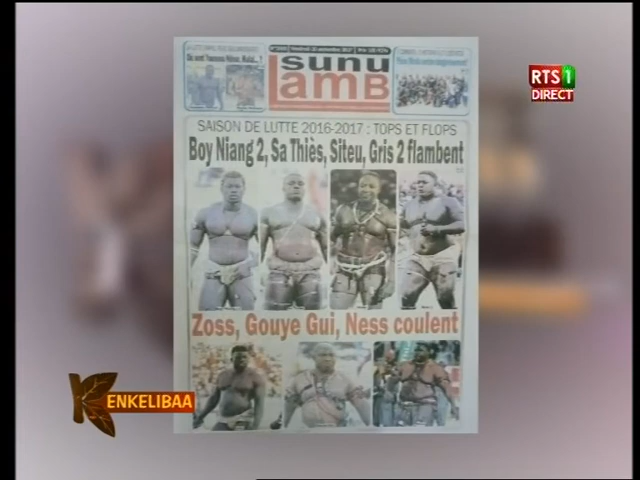 sunu
Lamb
SAISON DE LUTTE 2016-2017 : TOPS ET FLOPS
Boy Niang 2, Sa Thiès, Siteu, Gris 2 flambent
Zoss, Gouye Gui, Ness coulent
RTS1
DIRECT
KENKELIBAA